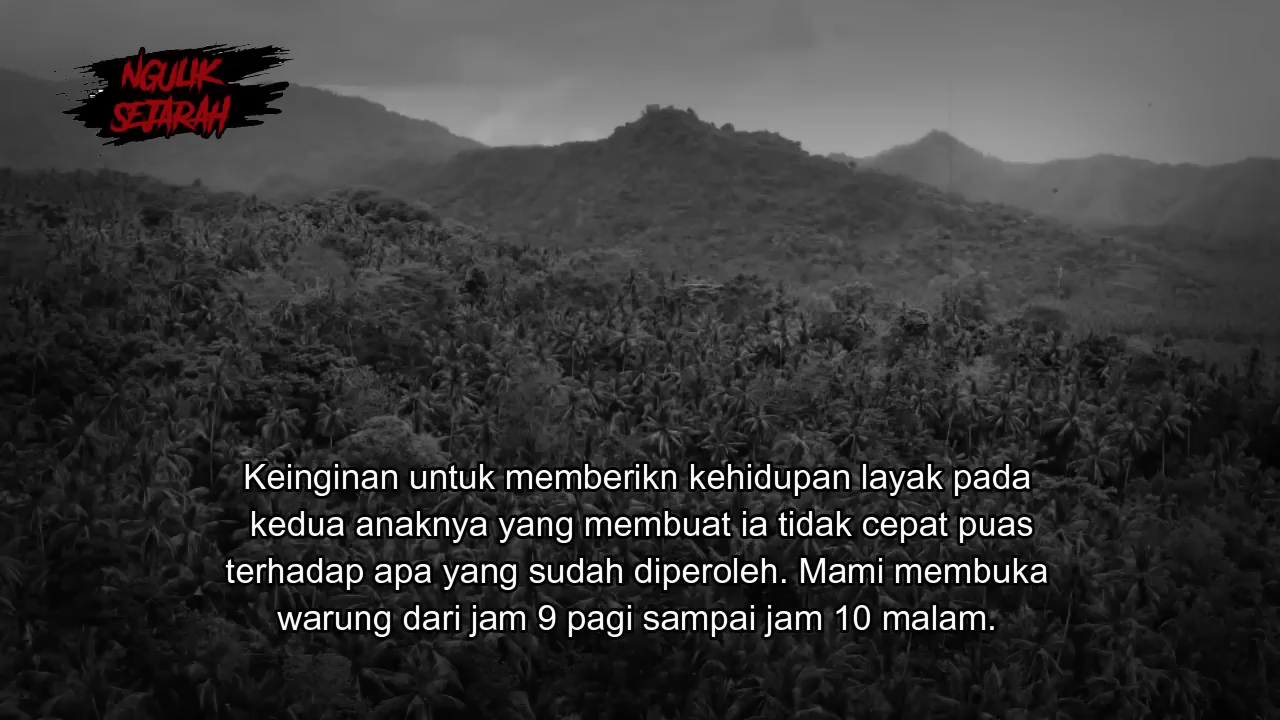 NGULIK
SEJARAH
Keinginan untuk memberikn kehidupan layak pada
kedua anaknya yang membuat ia tidak cepat puas
terhadap apa yang sudah diperoleh. Mami membuka
warung dari jam 9 pagi sampai jam 10 malam.